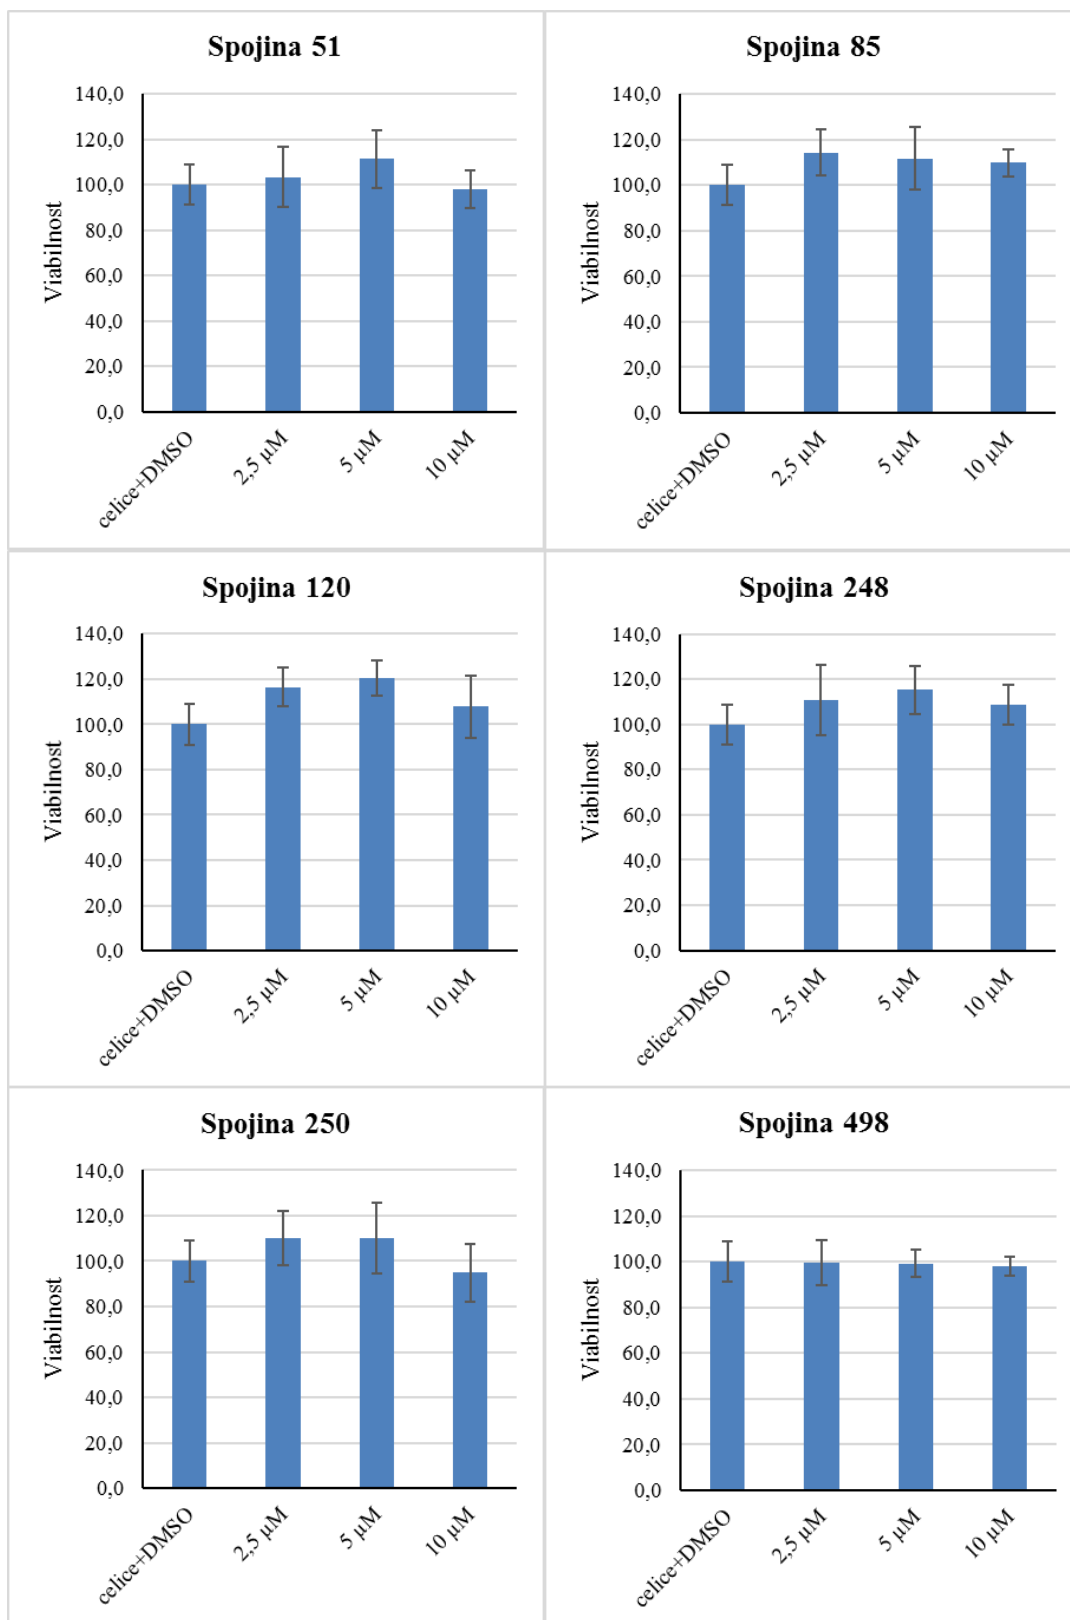 Spojina 51
140,0
120,0
100,0
80,0
60,0
40,0
20,0
0,0
Viabilnost
celice+DMSO
2,5 µM
5 µM
10 µM
Spojina 85
140,0
120,0
100,0
80,0
60,0
40,0
20,0
0,0
Viabilnost
celice+DMSO
2,5 µM
5 µM
10 µM
Spojina 120
140,0
120,0
100,0
80,0
60,0
40,0
20,0
0,0
Viabilnost
celice+DMSO
2,5 µM
5 µM
10 µM
Spojina 248
140,0
120,0
100,0
80,0
60,0
40,0
20,0
0,0
Viabilnost
celice+DMSO
2,5 µM
5 µM
10 µM
Spojina 250
140,0
120,0
100,0
80,0
60,0
40,0
20,0
0,0
Viabilnost
celice+DMSO
2,5 µM
5 µM
10 µM
Spojina 498
140,0
120,0
100,0
80,0
60,0
40,0
20,0
0,0
Viabilnost
celice+DMSO
2,5 µM
5 µM
10 µM